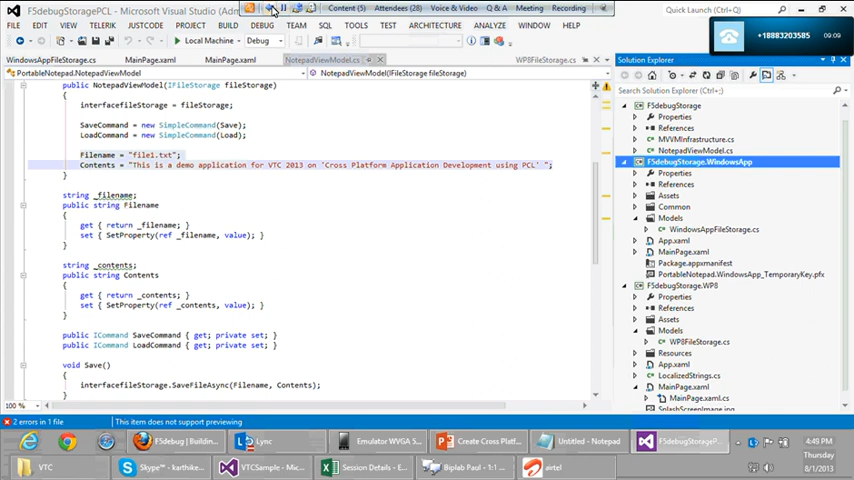 F5debugStoragePCL - Microsoft Visual Studio (Ad
Content (5) Attendees (28) Voice & Video Q & A Meeting Recording
Quick Launch (Ctrl+Q)
+18883203585 09:09
FILE EDIT VIEW TELERIK JUSTCODE PROJECT BUILD DEBUG TEAM SQL TOOLS TEST ARCHITECTURE ANALYZE WINDOW
Local Machine Debug
WindowsAppFileStorage.cs MainPage.xaml MainPage.xaml NotepadViewModel.cs WP8FileStorage.cs
PortableNotepad.NotepadViewModel NotepadViewModel(IFileStorage fileStorage)
public NotepadViewModel(IFileStorage fileStorage)
{
interfacefileStorage = fileStorage;
SaveCommand = new SimpleCommand(Save);
LoadCommand = new SimpleCommand(Load);
Filename = "file1.txt";
Contents = "This is a demo application for VTC 2013 on 'Cross Platform Application Development using PCL' ";
}
string _filename;
public string Filename
{
get { return _filename; }
set { SetProperty(ref _filename, value); }
}
string _contents;
public string Contents
{
get { return _contents; }
set { SetProperty(ref _contents, value); }
}
public ICommand SaveCommand { get; private set; }
public ICommand LoadCommand { get; private set; }
void Save()
{
interfacefileStorage.SaveFileAsync(Filename, Contents);
100 %
Solution Explorer
F5debugStorage
Properties
References
MVVMInfrastructure.cs
NotepadViewModel.cs
F5debugStorage.WindowsApp
Properties
References
Assets
Common
Models
WindowsAppFileStorage.cs
App.xaml
MainPage.xaml
Package.appxmanifest
PortableNotepad.WindowsApp_TemporaryKey.pfx
F5debugStorage.WP8
Properties
References
Assets
Models
WP8FileStorage.cs
Resources
App.xaml
LocalizedStrings.cs
MainPage.xaml
MainPage.xaml.cs
SplashScreenImage.jpg
2 errors in 1 file This item does not support previewing
F5debug | Buildin... Lync Emulator WVGA 5... Create Cross Platf... Untitled - Notepad F5debugStorageP...
4:49 PM
Thursday
8/1/2013
VTC Skype™ - karthike... VTCSample - Mic... Session Details - E... Biplab Paul - 1:1 ... airtel